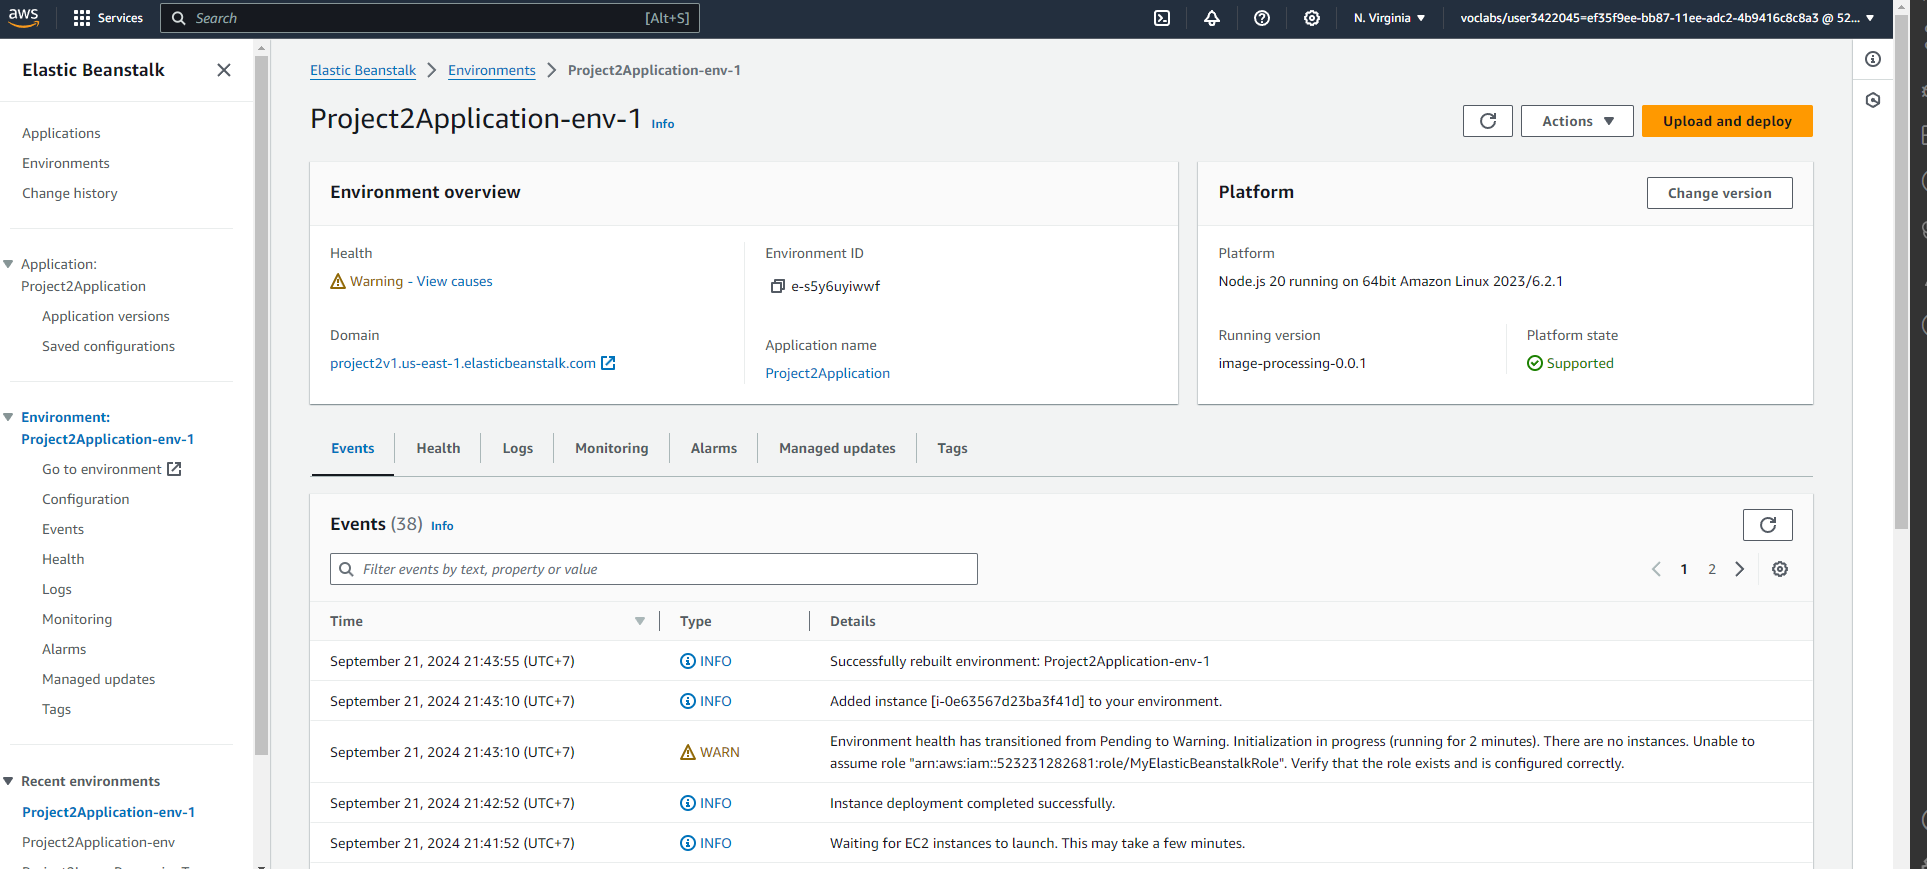 aws
Services
Search
[Alt+S]
N. Virginia
voclabs/user3422045=ef35f9ee-bb87-11ee-adc2-4b9416c8c8a3 @ 52...
Elastic Beanstalk
Applications
Environments
Change history
Application:
Project2Application
Application versions
Saved configurations
Environment:
Project2Application-env-1
Go to environment
Configuration
Events
Health
Logs
Monitoring
Alarms
Managed updates
Tags
Recent environments
Project2Application-env-1
Project2Application-env
Elastic Beanstalk
Environments
Project2Application-env-1
Project2Application-env-1 Info
Actions
Upload and deploy
Environment overview
Health
Warning - View causes
Domain
project2v1.us-east-1.elasticbeanstalk.com
Environment ID
e-s5y6uyiwwf
Application name
Project2Application
Platform
Change version
Platform
Node.js 20 running on 64bit Amazon Linux 2023/6.2.1
Running version
image-processing-0.0.1
Platform state
Supported
Events Health Logs Monitoring Alarms Managed updates Tags
Events (38) Info
Filter events by text, property or value
1 2
Time Type Details
September 21, 2024 21:43:55 (UTC+7) INFO Successfully rebuilt environment: Project2Application-env-1
September 21, 2024 21:43:10 (UTC+7) INFO Added instance [i-0e63567d23ba3f41d] to your environment.
September 21, 2024 21:43:10 (UTC+7) WARN Environment health has transitioned from Pending to Warning. Initialization in progress (running for 2 minutes). There are no instances. Unable to
assume role "arn:aws:iam::523231282681:role/MyElasticBeanstalkRole". Verify that the role exists and is configured correctly.
September 21, 2024 21:42:52 (UTC+7) INFO Instance deployment completed successfully.
September 21, 2024 21:41:52 (UTC+7) INFO Waiting for EC2 instances to launch. This may take a few minutes.